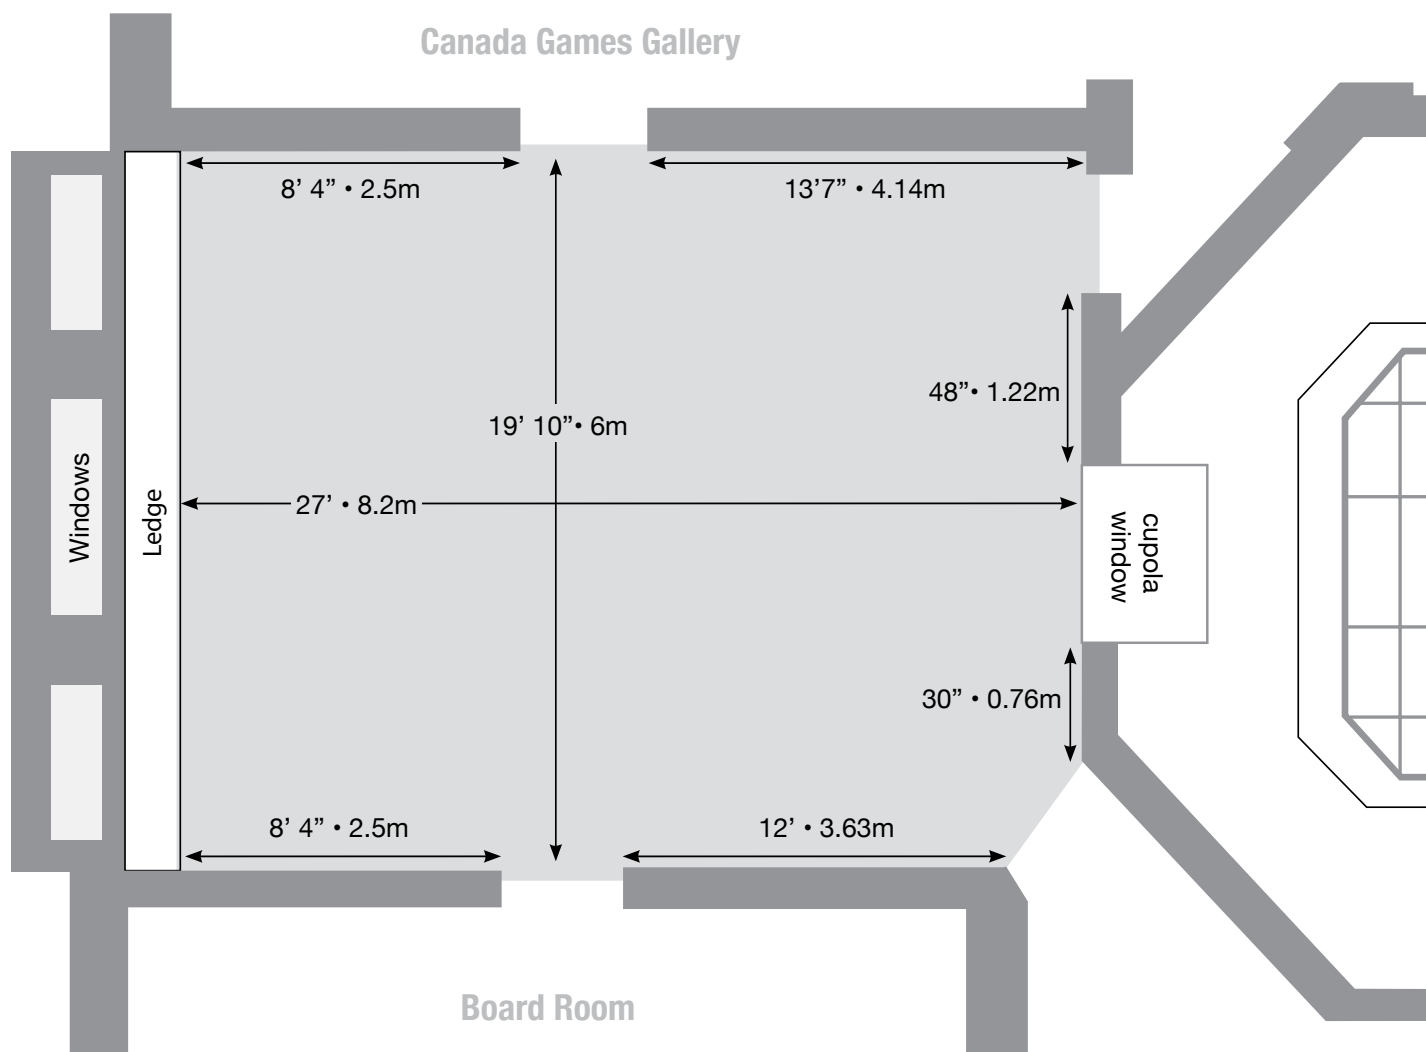 Canada Games Gallery
8’ 4” • 2.5m
13’7” • 4.14m
48”• 1.22m
19’ 10”• 6m
27’ • 8.2m
Windows
Ledge
cupola
window
30” • 0.76m
8’ 4” • 2.5m
12’ • 3.63m
Board Room